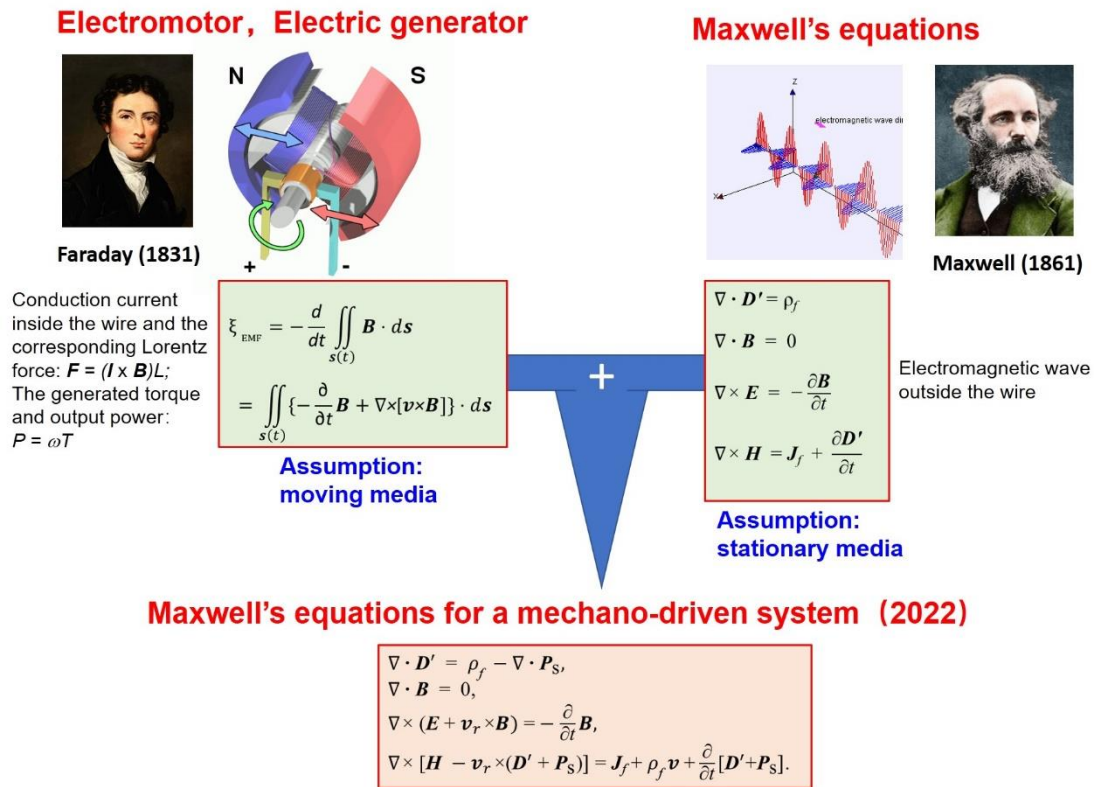 Electromotor, Electric generator
Maxwell's equations
N
S
Z
electromagnetic wave dir
X
Faraday (1831)
+
-
Maxwell (1861)
Conduction current
inside the wire and the
corresponding Lorentz
force: F = (I x B)L;
The generated torque
and output power:
P = ωT
ξ_EMF = −d/dt ∬_s(t) B · ds
= ∬_s(t) {−∂/∂t B + ∇×[v×B]} · ds
Assumption:
moving media
+
∇ · D′ = ρ_f
∇ · B = 0
∇ × E = −∂B/∂t
∇ × H = J_f + ∂D′/∂t
Electromagnetic wave
outside the wire
Assumption:
stationary media
Maxwell's equations for a mechano-driven system (2022)
∇ · D′ = ρ_f − ∇ · P_S,
∇ · B = 0,
∇ × (E + v_r × B) = −∂/∂t B,
∇ × [H − v_r × (D′ + P_S)] = J_f + ρ_f v + ∂/∂t [D′+P_S].